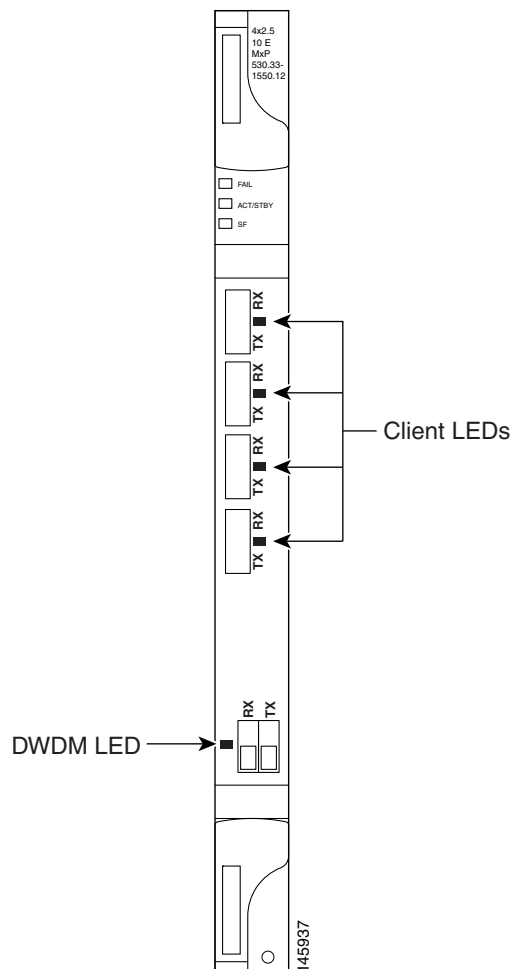 4x2.5
10 E
MxP
530.33-
1550.12
FAIL
ACT/STBY
SF
RX
TX
RX
TX
RX
TX
RX
TX
Client LEDs
RX
TX
DWDM LED
145937